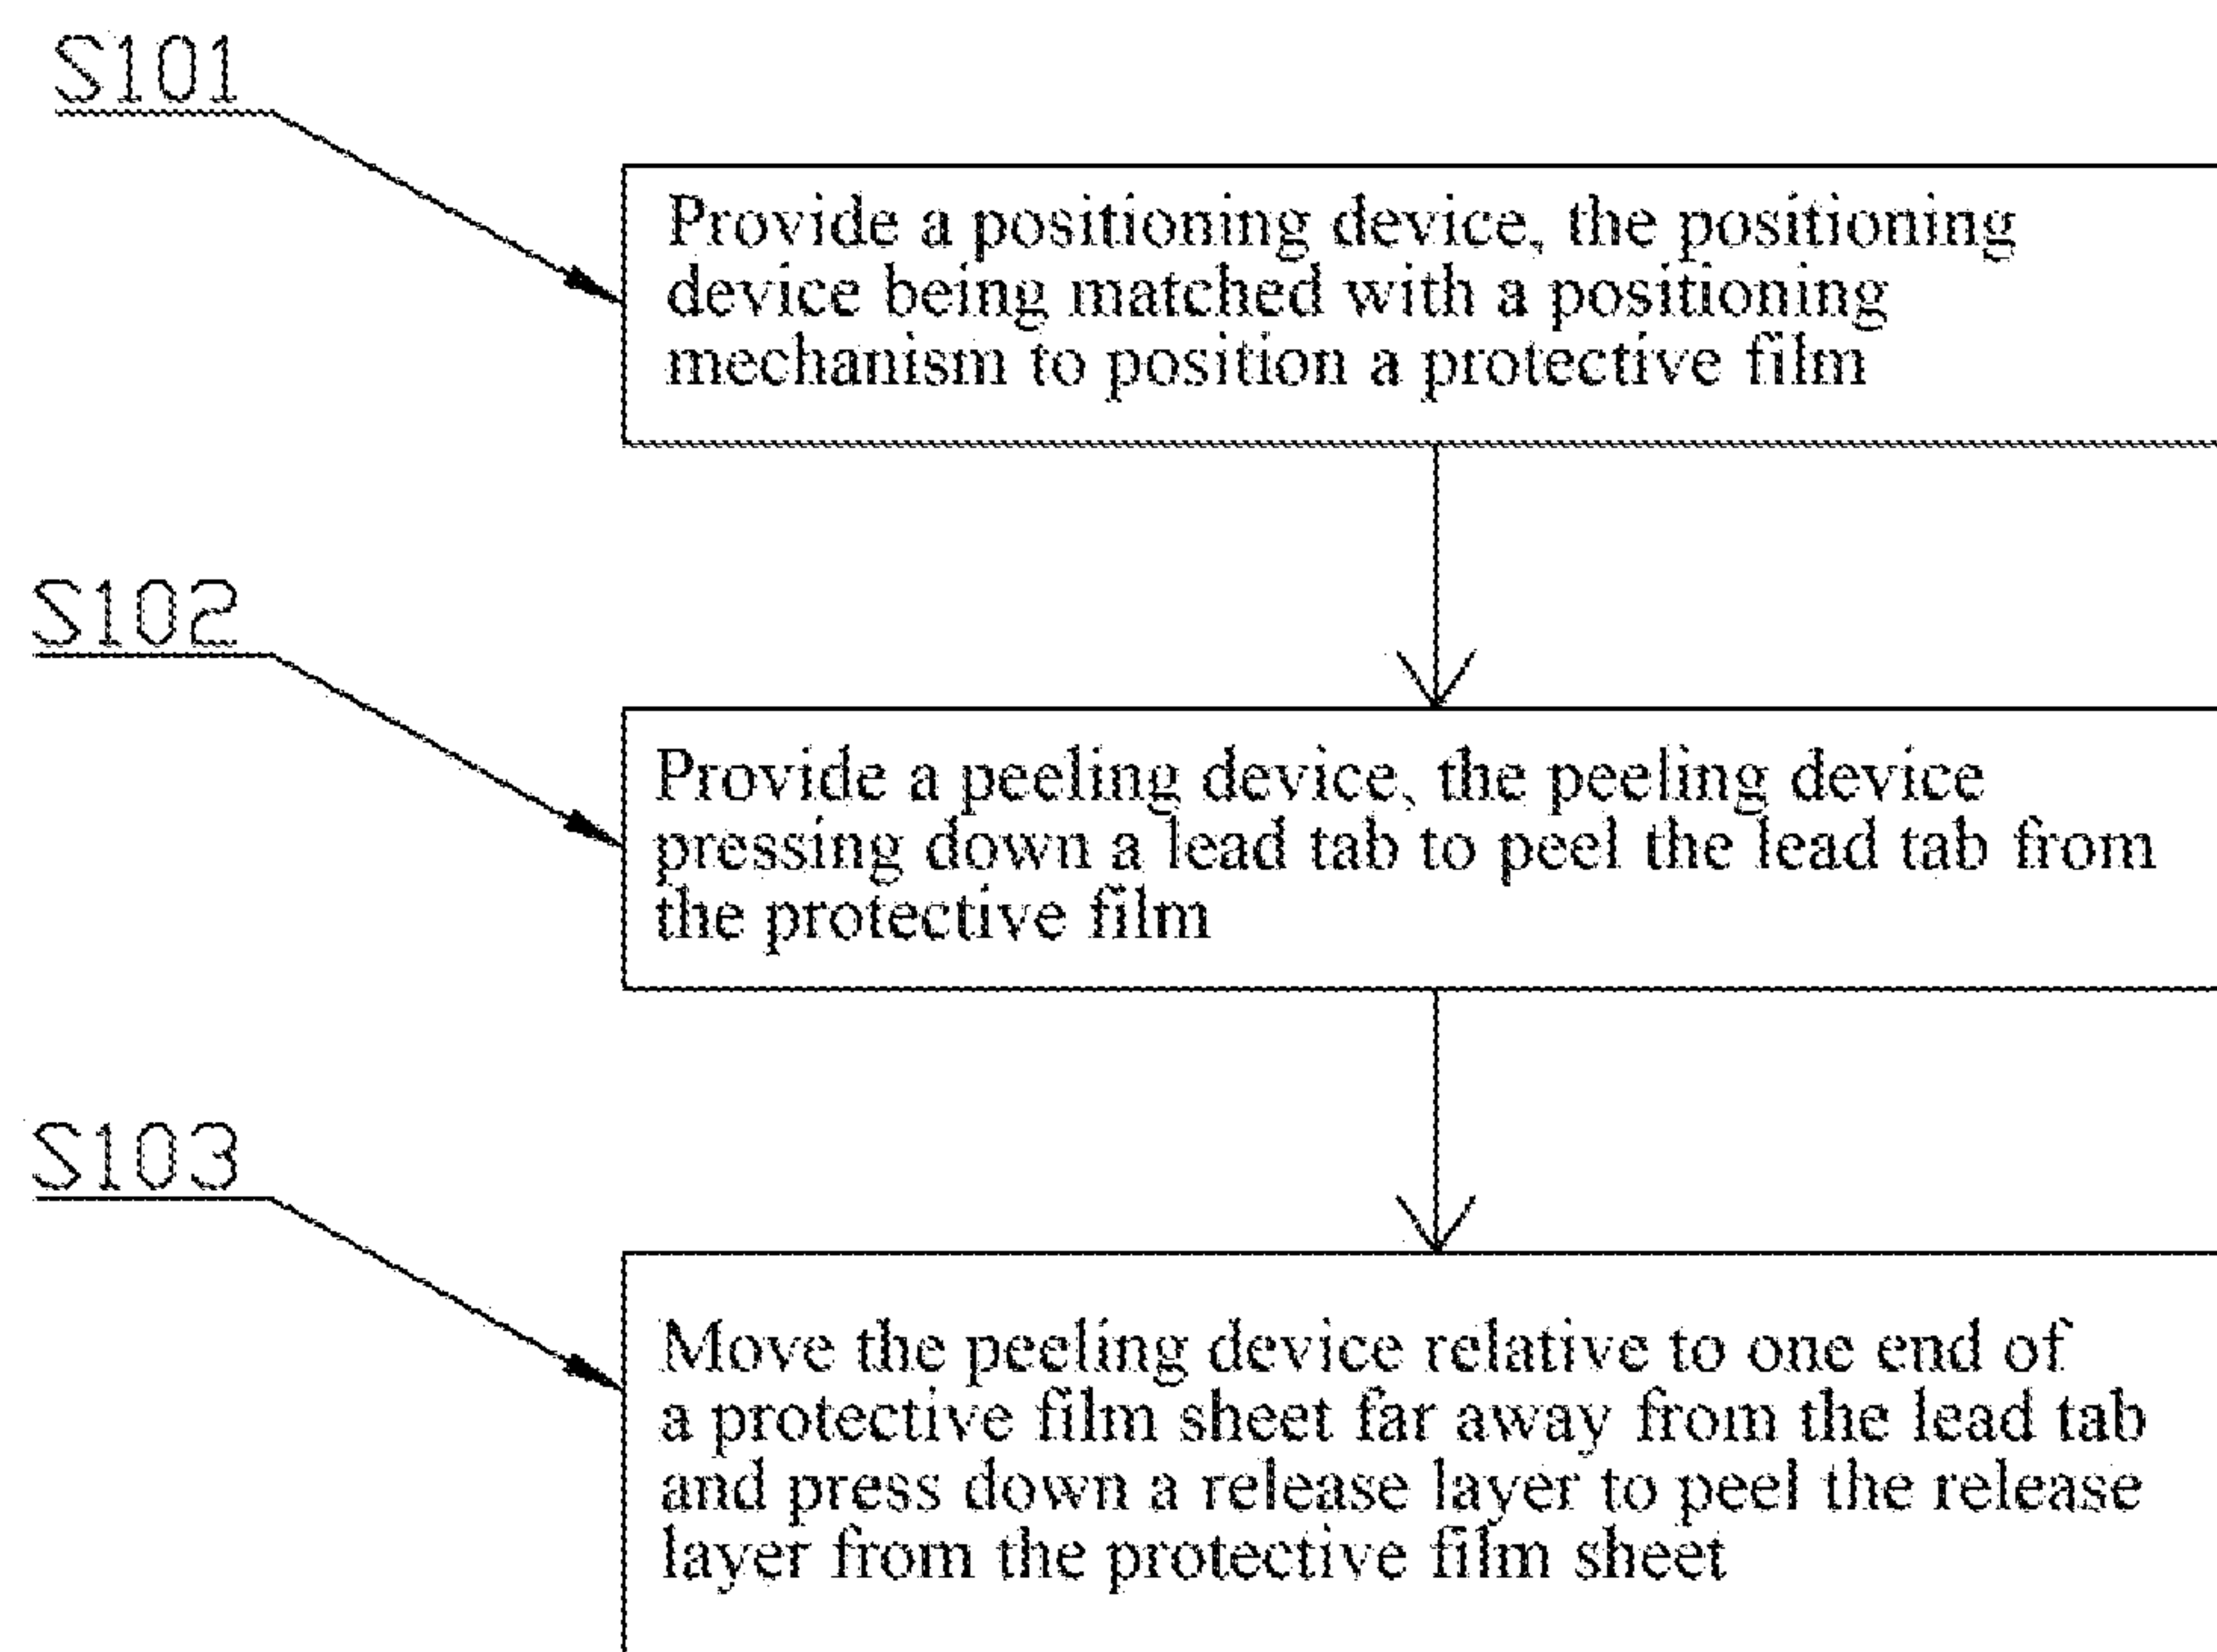 S101
Provide a positioning device, the positioning
device being matched with a positioning
mechanism to position a protective film
S102
Provide a peeling device, the peeling device
pressing down a lead tab to peel the lead tab from
the protective film
S103
Move the peeling device relative to one end of
a protective film sheet far away from the lead tab
and press down a release layer to peel the release
layer from the protective film sheet